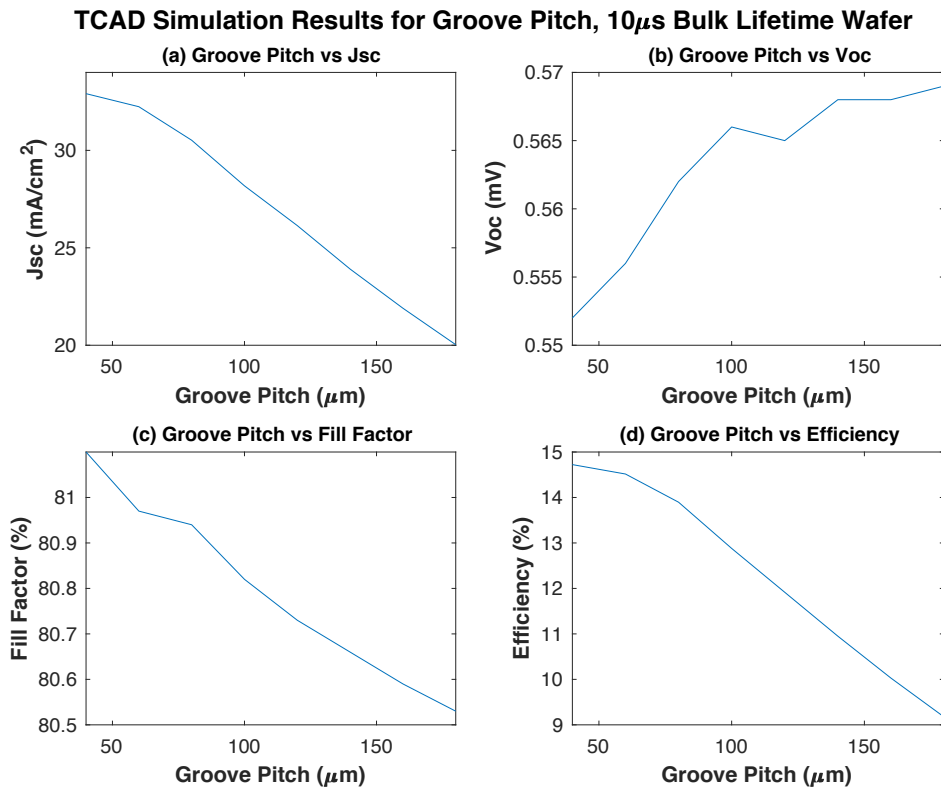 TCAD Simulation Results for Groove Pitch, 10μs Bulk Lifetime Wafer
(a) Groove Pitch vs Jsc
30
25
20
50 100 150
Jsc (mA/cm²)
Groove Pitch (μm)
(b) Groove Pitch vs Voc
0.57
0.565
0.56
0.555
0.55
50 100 150
Voc (mV)
Groove Pitch (μm)
(c) Groove Pitch vs Fill Factor
81
80.9
80.8
80.7
80.6
80.5
50 100 150
Fill Factor (%)
Groove Pitch (μm)
(d) Groove Pitch vs Efficiency
15
14
13
12
11
10
9
50 100 150
Efficiency (%)
Groove Pitch (μm)